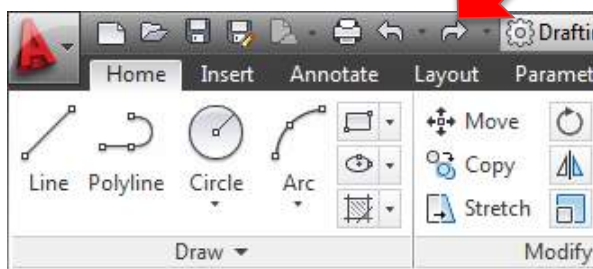 Drafti
Home Insert Annotate Layout Paramet
Move
Copy
Line Polyline Circle Arc
Stretch
Draw Modify